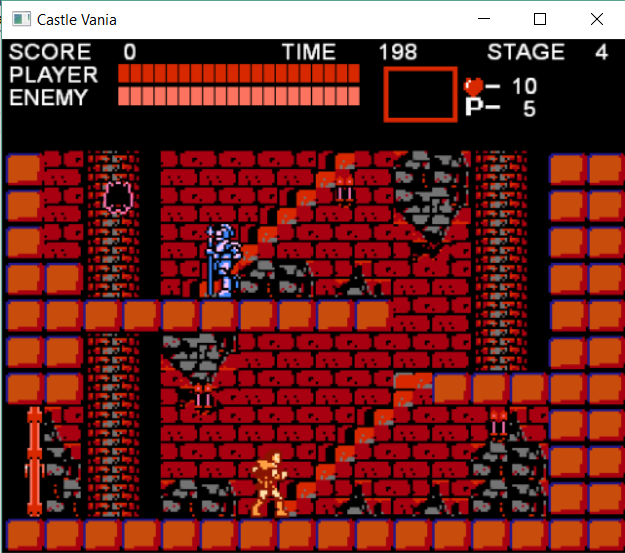 Castle Vania
SCORE 0 TIME 198 STAGE 4
PLAYER
ENEMY
- 10
P- 5